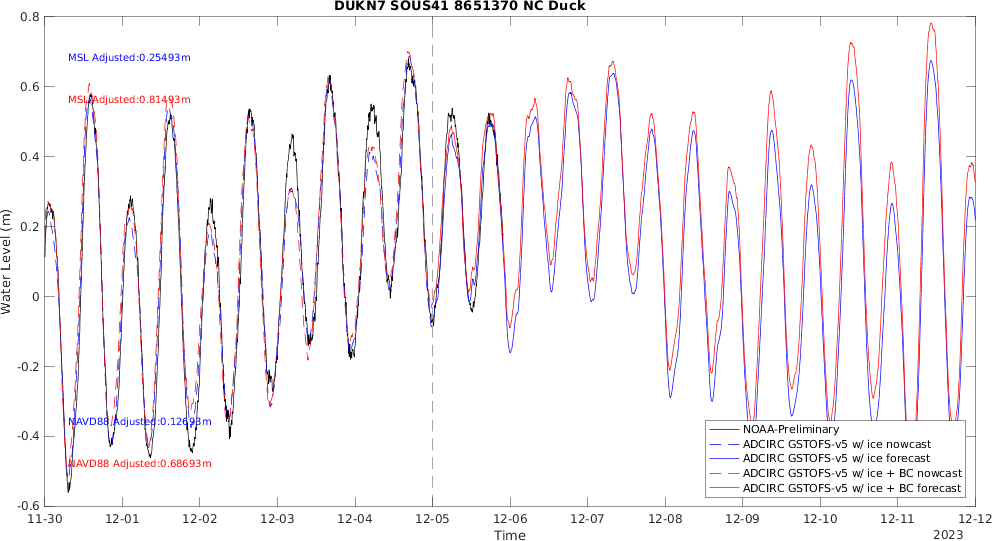 DUKN7 SOUS41 8651370 NC Duck
0.8
0.6
0.4
0.2
0
-0.2
-0.4
-0.6
Water Level (m)
MSL Adjusted:0.25493m
MSL Adjusted:0.81493m
NAVD88 Adjusted:0.12693m
NAVD88 Adjusted:0.68693m
NOAA-Preliminary
ADCIRC GSTOFS-v5 w/ ice nowcast
ADCIRC GSTOFS-v5 w/ ice forecast
ADCIRC GSTOFS-v5 w/ ice + BC nowcast
ADCIRC GSTOFS-v5 w/ ice + BC forecast
11-30 12-01 12-02 12-03 12-04 12-05 12-06 12-07 12-08 12-09 12-10 12-11 12-12
Time
2023